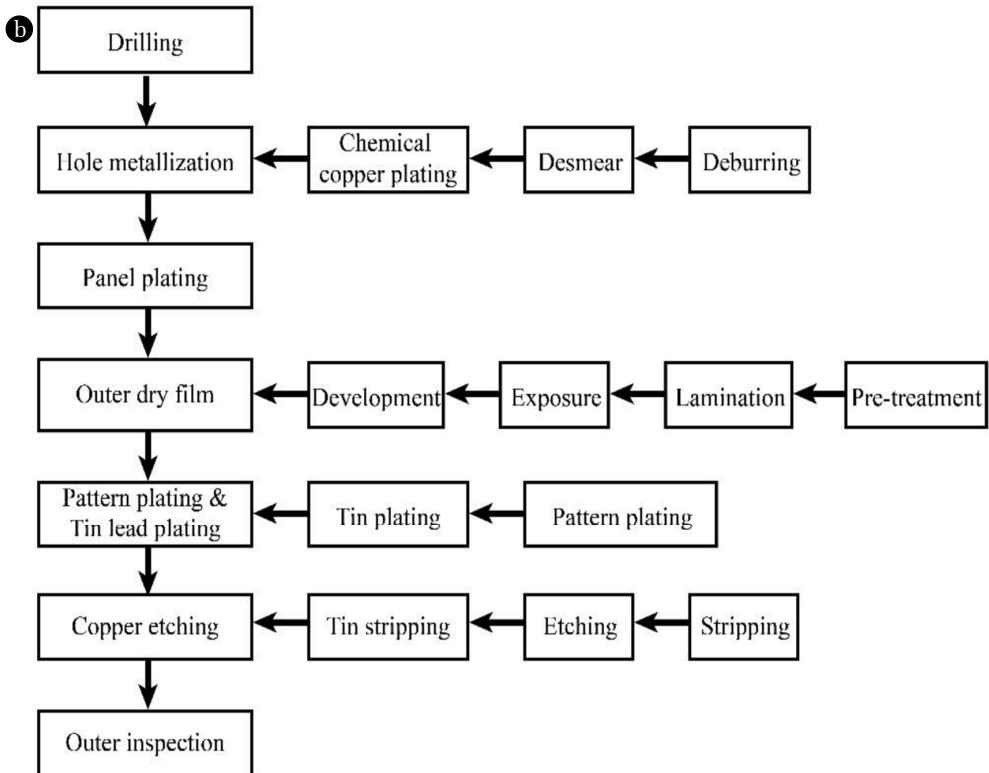 b
Drilling
Hole metallization
Chemical
copper plating
Desmear
Deburring
Panel plating
Outer dry film
Development
Exposure
Lamination
Pre-treatment
Pattern plating &
Tin lead plating
Tin plating
Pattern plating
Copper etching
Tin stripping
Etching
Stripping
Outer inspection